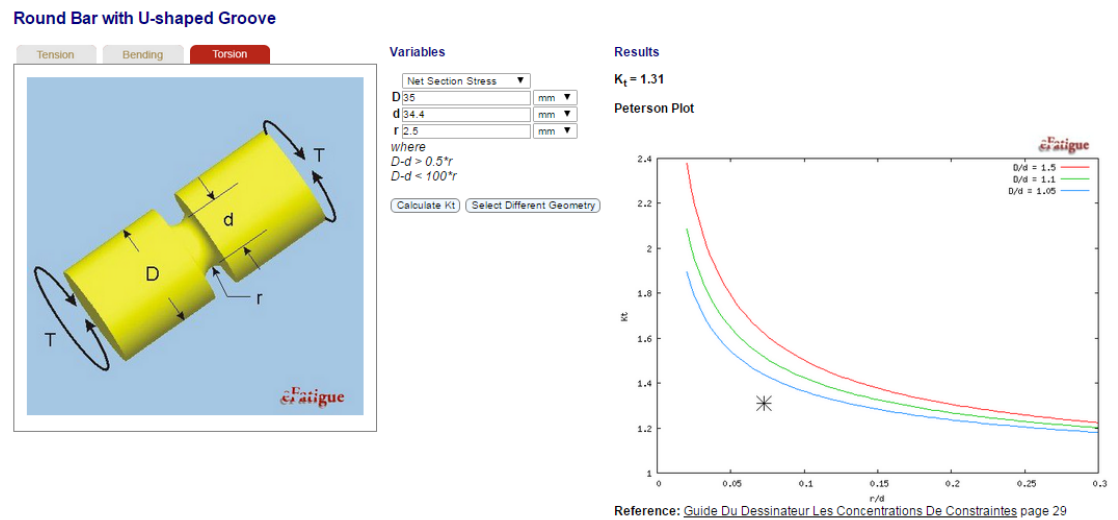 Round Bar with U-shaped Groove
Tension
Bending
Torsion
T
d
D
r
T
eFatigue
Variables
Net Section Stress ▼
D 35 mm ▼
d 34.4 mm ▼
r 2.5 mm ▼
where
D-d > 0.5*r
D-d < 100*r
Calculate Kt
Select Different Geometry
Results
Kt = 1.31
Peterson Plot
eFatigue
D/d = 1.5
D/d = 1.1
D/d = 1.05
2.4
2.2
2
1.8
1.6
1.4
1.2
1
Kt
0
0.05
0.1
0.15
0.2
0.25
0.3
r/d
Reference: Guide Du Dessinateur Les Concentrations De Constraintes page 29